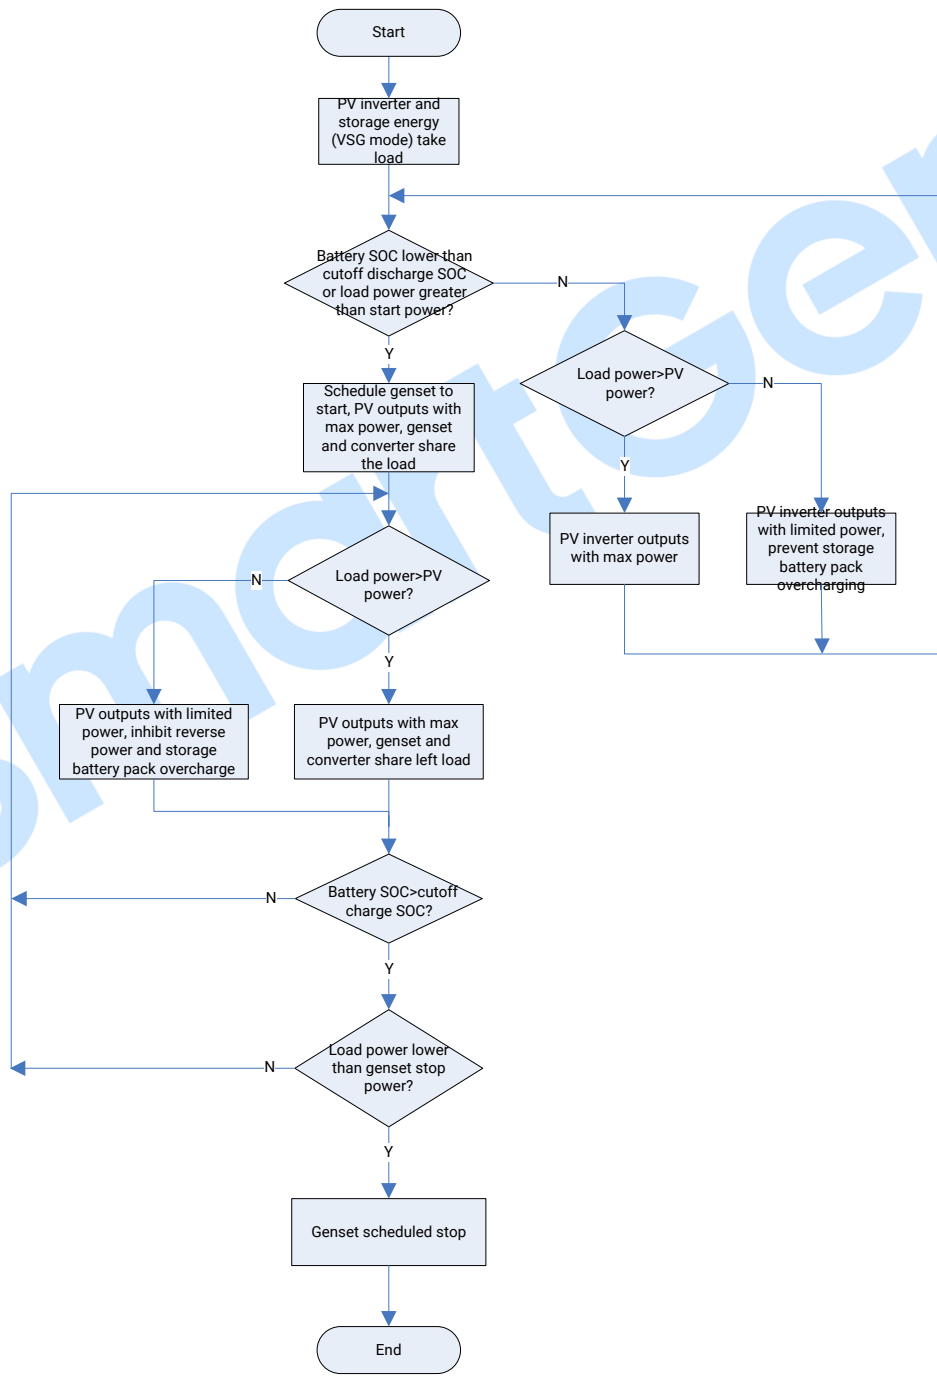 Start
PV inverter and
storage energy
(VSG mode) take
load
Battery SOC lower than
cutoff discharge SOC
or load power greater
than start power?
N
Y
Load power>PV
power?
N
Schedule genset to
start, PV outputs with
max power, genset
and converter share
the load
Y
PV inverter outputs
with max power
PV inverter outputs
with limited power,
prevent storage
battery pack
overcharging
Load power>PV
power?
N
Y
PV outputs with limited
power, inhibit reverse
power and storage
battery pack overcharge
PV outputs with max
power, genset and
converter share left load
Battery SOC>cutoff
charge SOC?
N
Y
Load power lower
than genset stop
power?
N
Y
Genset scheduled stop
End
smartGen